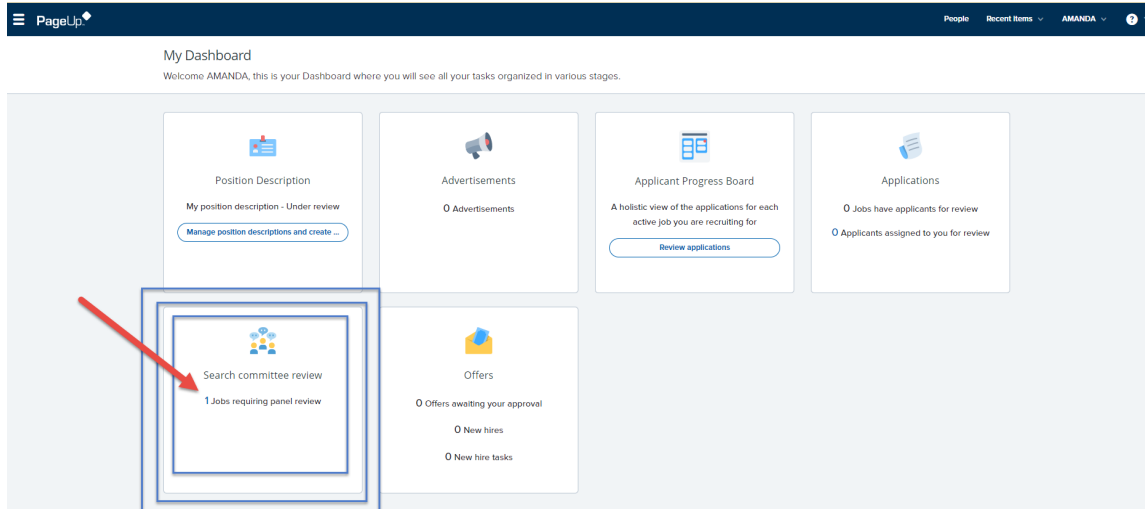 PageUp.
People Recent Items AMANDA ?
My Dashboard
Welcome AMANDA, this is your Dashboard where you will see all your tasks organized in various stages.
Position Description
My position description - Under review
Manage position descriptions and create ...
Advertisements
0 Advertisements
Applicant Progress Board
A holistic view of the applications for each
active job you are recruiting for
Review applications
Applications
0 Jobs have applicants for review
0 Applicants assigned to you for review
Search committee review
1 Jobs requiring panel review
Offers
0 Offers awaiting your approval
0 New hires
0 New hire tasks